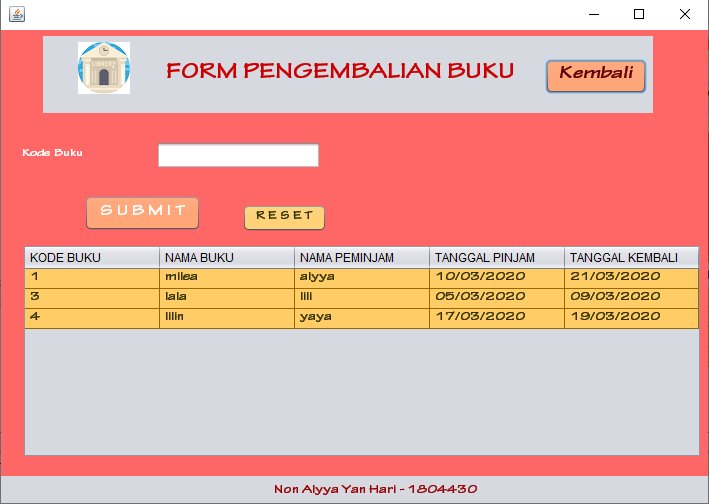 LIBRERY
FORM PENGEMBALIAN BUKU
Kembali
Kode Buku
SUBMIT
RESET
KODE BUKU NAMA BUKU NAMA PEMINJAM TANGGAL PINJAM TANGGAL KEMBALI
1 milea alyya 10/03/2020 21/03/2020
3 lala lili 05/03/2020 09/03/2020
4 lilin yaya 17/03/2020 19/03/2020
Non Alyya Yan Hari - 1804430